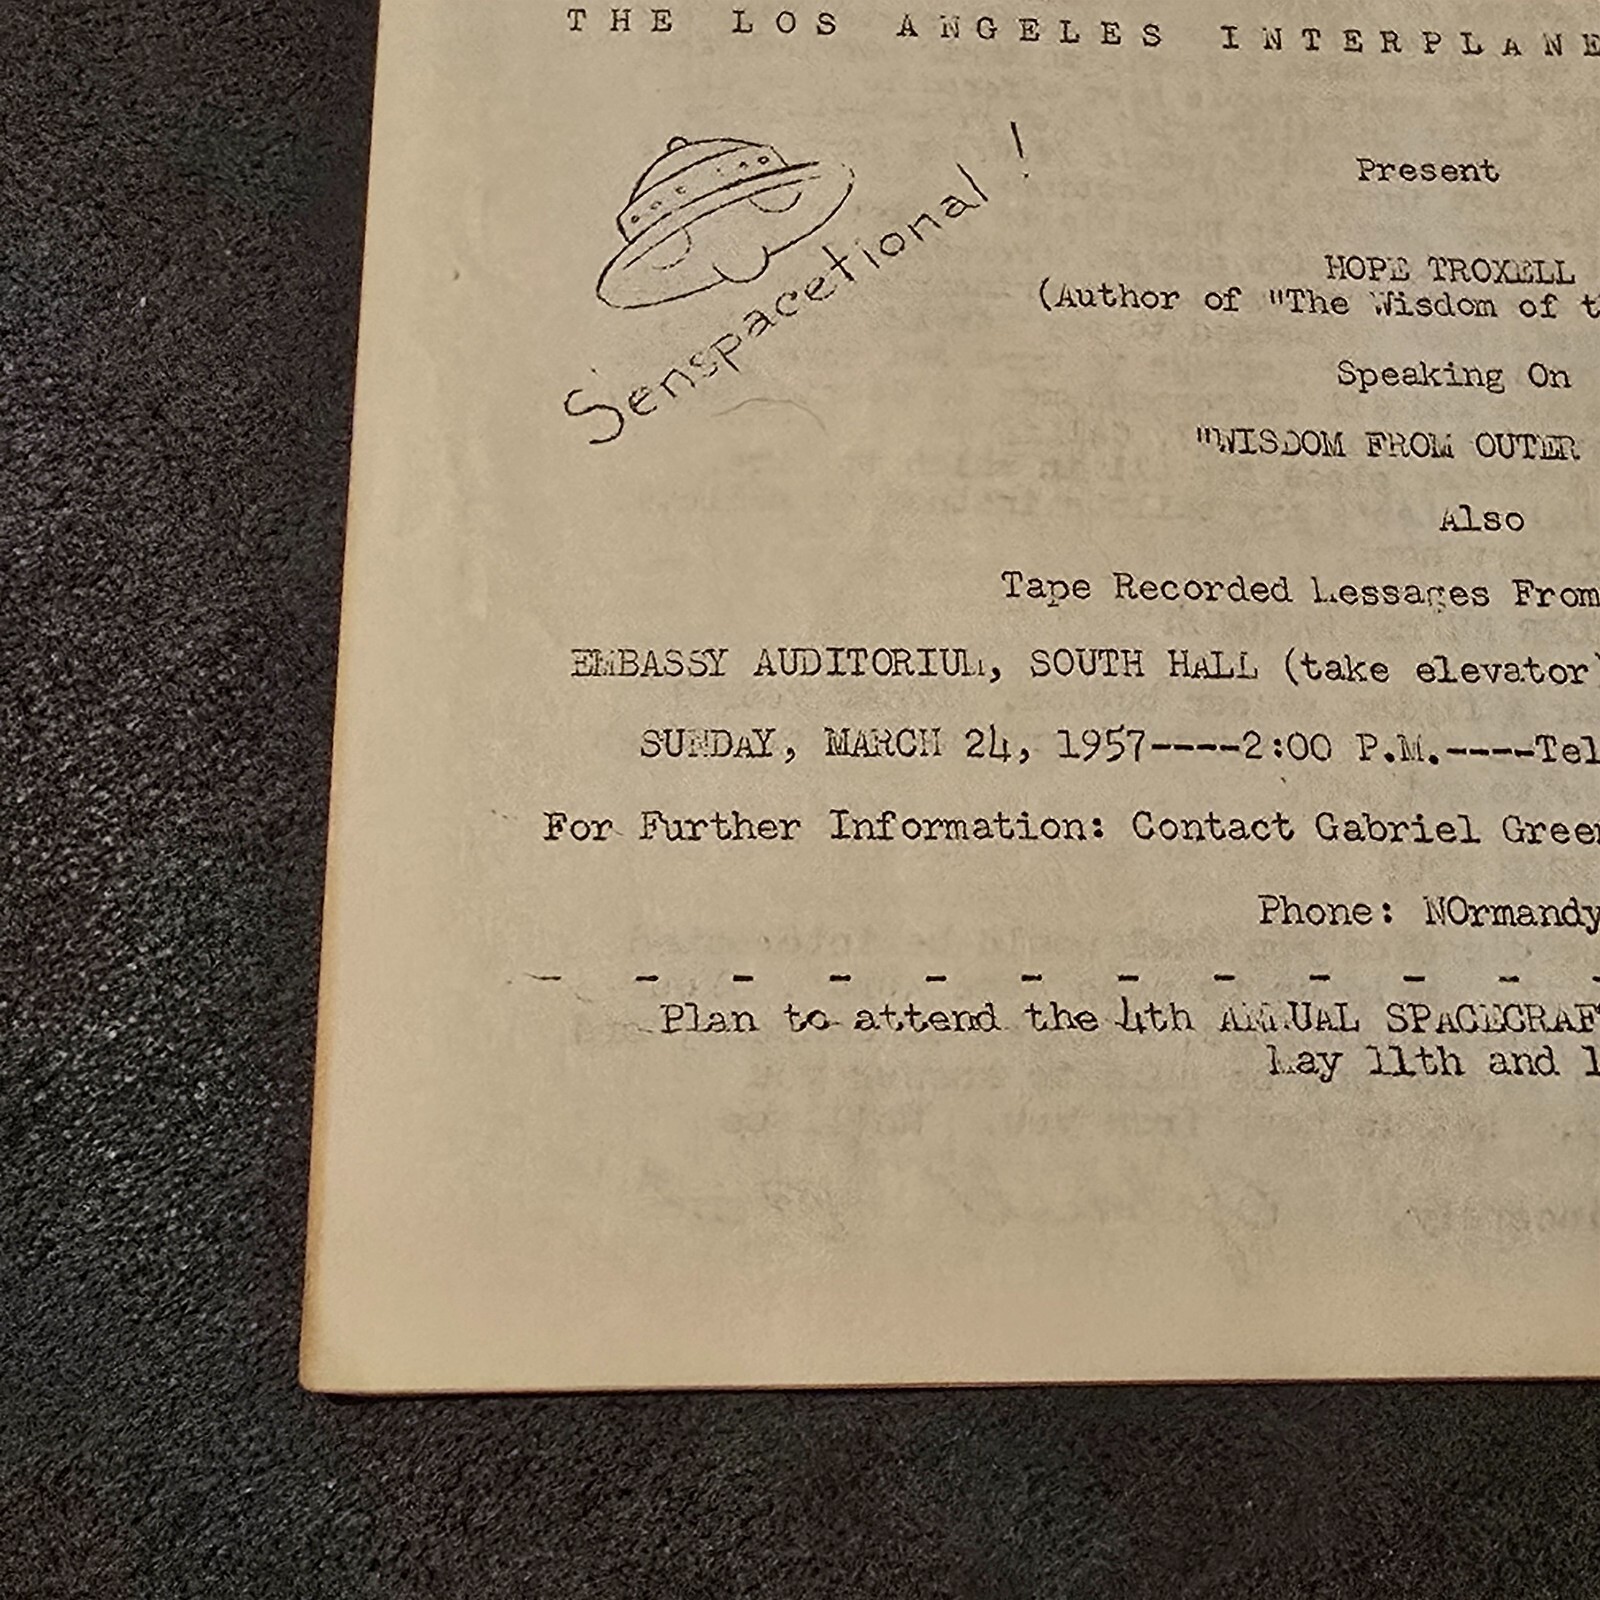 THE LOS ANGELES INTERPLANE
Present
Senspacetional!
HOPE TROXELL
(Author of "The Wisdom of t
Speaking On
"WISDOM FROM OUTER
Also
Tape Recorded Messages From
EMBASSY AUDITORIUM, SOUTH HALL (take elevator)
SUNDAY, MARCH 24, 1957----2:00 P.M.----Tel
For Further Information: Contact Gabriel Green
Phone: NOrmandy
- - - - - - - - - - - -
Plan to attend the 4th ANNUAL SPACECRAFT
May 11th and 1